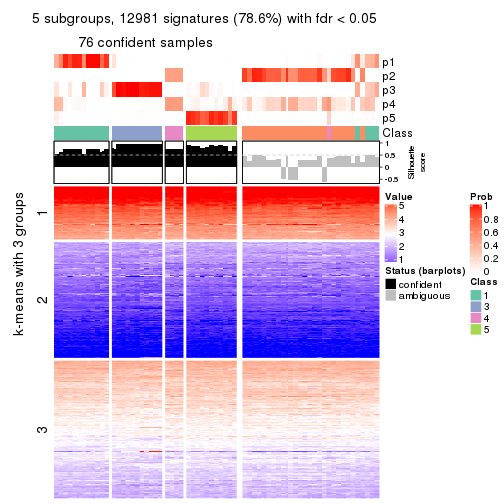 5 subgroups, 12981 signatures (78.6%) with fdr < 0.05
76 confident samples
p1
p2
p3
p4
p5
Class
1
0.5
0
-0.5
Silhouette
score
k-means with 3 groups
1
2
3
Value
5
4
3
2
1
Status (barplots)
confident
ambiguous
Prob
1
0.8
0.6
0.4
0.2
0
Class
1
3
4
5